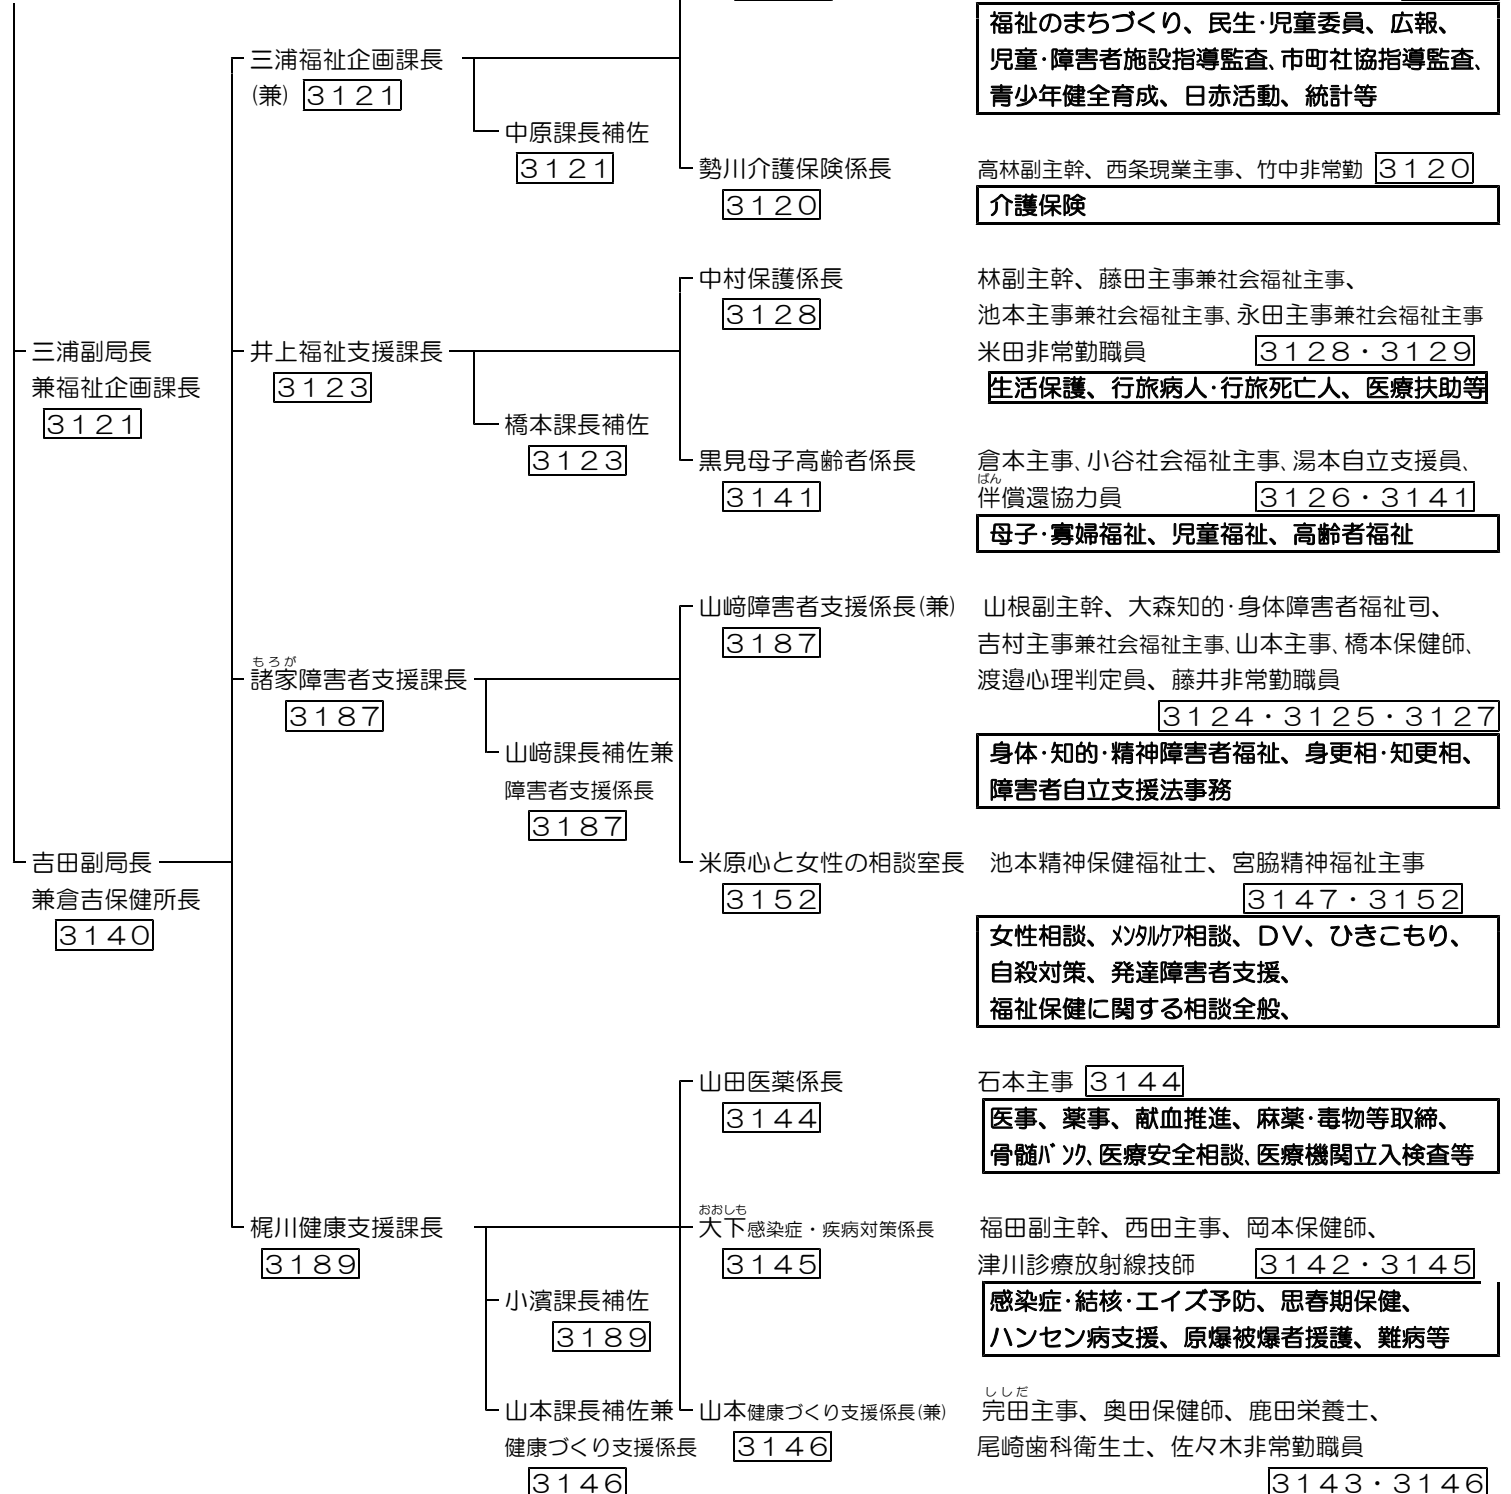 福祉のまちづくり、民生・児童委員、広報、
児童・障害者施設指導監査、市町社協指導監査、
青少年健全育成、日赤活動、統計等
三浦福祉企画課長
(兼) ３１２１
中原課長補佐
３１２１
勢川介護保険係長
３１２０
高林副主幹、西条現業主事、竹中非常勤 ３１２０
介護保険
三浦副局長
兼福祉企画課長
３１２１
井上福祉支援課長
３１２３
橋本課長補佐
３１２３
中村保護係長
３１２８
林副主幹、藤田主事兼社会福祉主事、
池本主事兼社会福祉主事、永田主事兼社会福祉主事
米田非常勤職員 ３１２８・３１２９
生活保護、行旅病人・行旅死亡人、医療扶助等
黒見母子高齢者係長
３１４１
倉本主事、小谷社会福祉主事、湯本自立支援員、
ばん
伴償還協力員 ３１２６・３１４１
母子・寡婦福祉、児童福祉、高齢者福祉
もろが
諸家障害者支援課長
３１８７
山﨑課長補佐兼
障害者支援係長
３１８７
山﨑障害者支援係長(兼)
３１８７
山根副主幹、大森知的・身体障害者福祉司、
吉村主事兼社会福祉主事、山本主事、橋本保健師、
渡邉心理判定員、藤井非常勤職員
３１２４・３１２５・３１２７
身体・知的・精神障害者福祉、身更相・知更相、
障害者自立支援法事務
吉田副局長
兼倉吉保健所長
３１４０
米原心と女性の相談室長
３１５２
池本精神保健福祉士、宮脇精神福祉主事
３１４７・３１５２
女性相談、ﾒﾝﾀﾙｹｱ相談、ＤＶ、ひきこもり、
自殺対策、発達障害者支援、
福祉保健に関する相談全般、
山田医薬係長
３１４４
石本主事 ３１４４
医事、薬事、献血推進、麻薬・毒物等取締、
骨髄ﾊﾞﾝｸ、医療安全相談、医療機関立入検査等
梶川健康支援課長
３１８９
小濱課長補佐
３１８９
おおしも
大下感染症・疾病対策係長
３１４５
福田副主幹、西田主事、岡本保健師、
津川診療放射線技師 ３１４２・３１４５
感染症・結核・エイズ予防、思春期保健、
ハンセン病支援、原爆被爆者援護、難病等
山本課長補佐兼
健康づくり支援係長
３１４６
山本健康づくり支援係長(兼)
３１４６
ししだ
完田主事、奥田保健師、鹿田栄養士、
尾崎歯科衛生士、佐々木非常勤職員
３１４３・３１４６